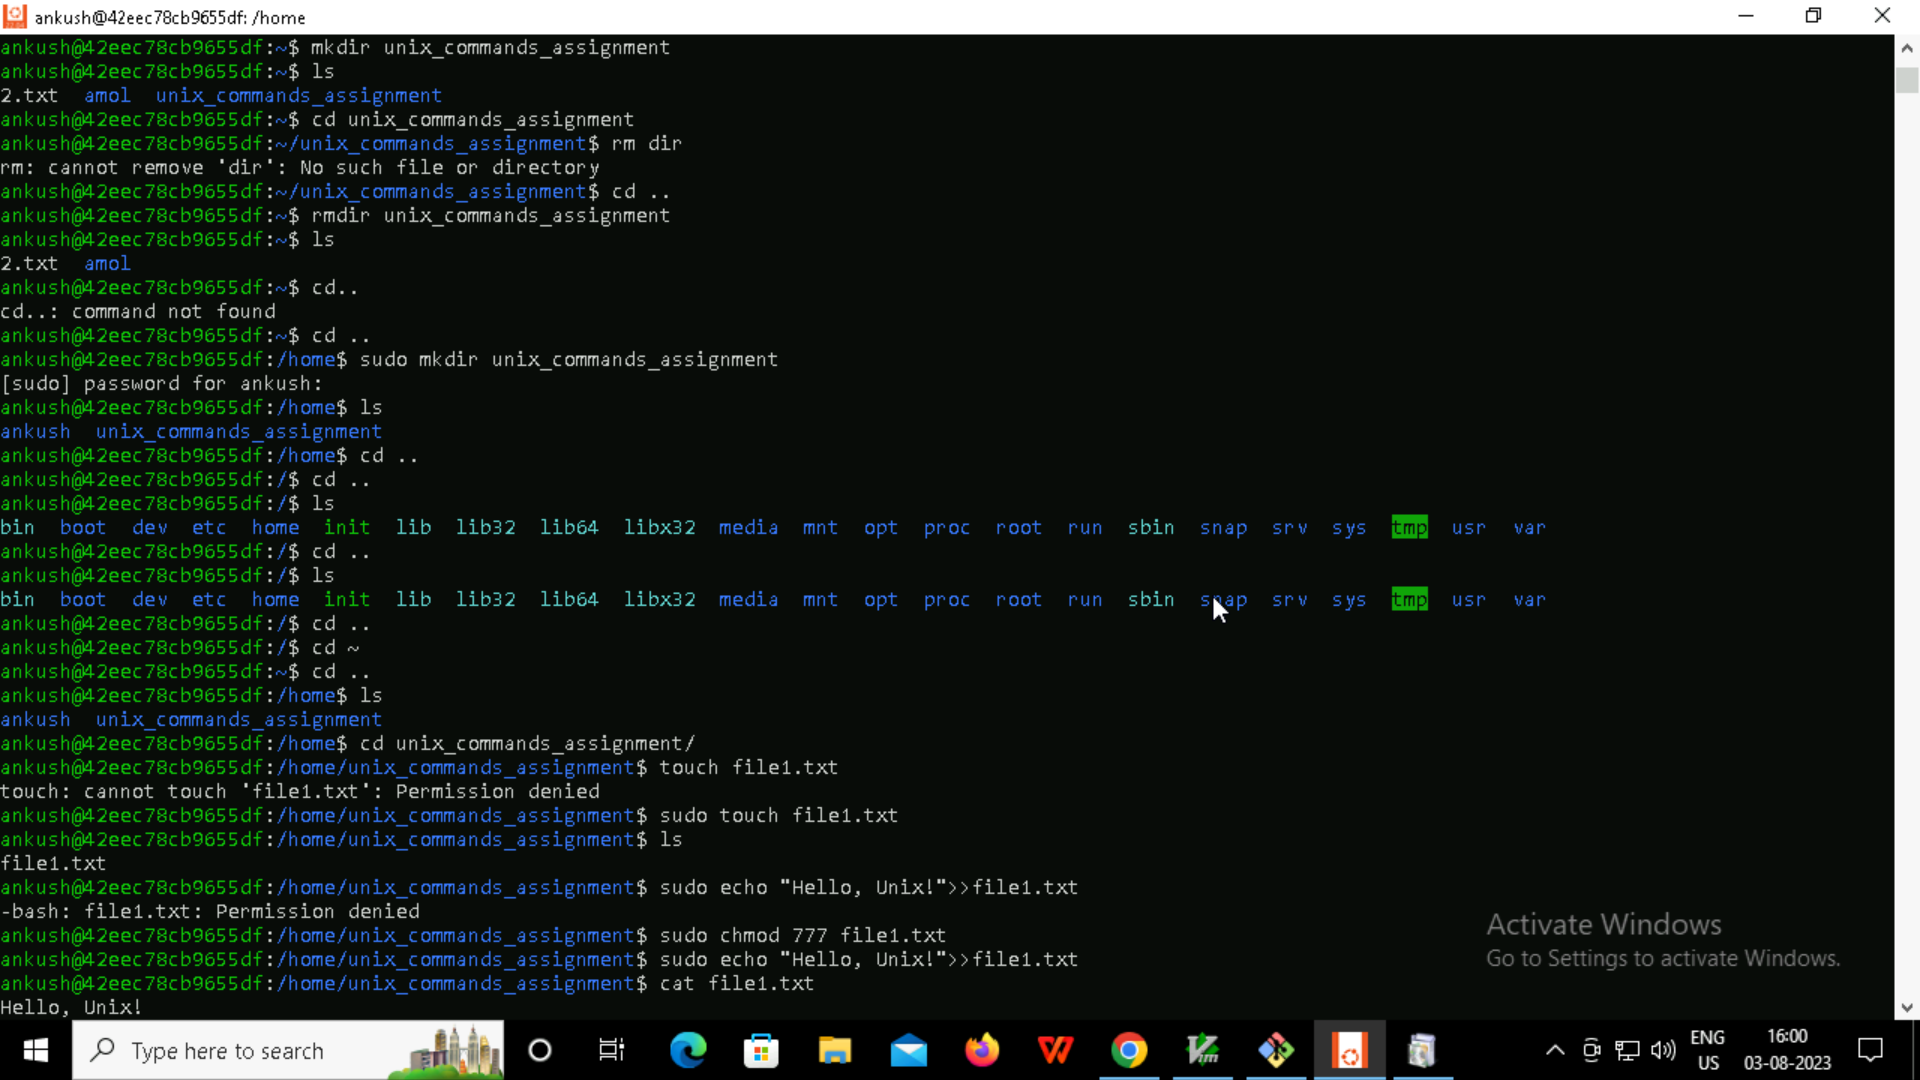 ankush@42eec78cb9655df: /home
ankush@42eec78cb9655df:~$ mkdir unix_commands_assignment
ankush@42eec78cb9655df:~$ ls
2.txt  amol  unix_commands_assignment
ankush@42eec78cb9655df:~$ cd unix_commands_assignment
ankush@42eec78cb9655df:~/unix_commands_assignment$ rm dir
rm: cannot remove 'dir': No such file or directory
ankush@42eec78cb9655df:~/unix_commands_assignment$ cd ..
ankush@42eec78cb9655df:~$ rmdir unix_commands_assignment
ankush@42eec78cb9655df:~$ ls
2.txt  amol
ankush@42eec78cb9655df:~$ cd..
cd..: command not found
ankush@42eec78cb9655df:~$ cd ..
ankush@42eec78cb9655df:/home$ sudo mkdir unix_commands_assignment
[sudo] password for ankush:
ankush@42eec78cb9655df:/home$ ls
ankush  unix_commands_assignment
ankush@42eec78cb9655df:/home$ cd ..
ankush@42eec78cb9655df:/$ cd ..
ankush@42eec78cb9655df:/$ ls
bin  boot  dev  etc  home  init  lib  lib32  lib64  libx32  media  mnt  opt  proc  root  run  sbin  snap  srv  sys  tmp  usr  var
ankush@42eec78cb9655df:/$ cd ..
ankush@42eec78cb9655df:/$ ls
bin  boot  dev  etc  home  init  lib  lib32  lib64  libx32  media  mnt  opt  proc  root  run  sbin  snap  srv  sys  tmp  usr  var
ankush@42eec78cb9655df:/$ cd ..
ankush@42eec78cb9655df:/$ cd ~
ankush@42eec78cb9655df:~$ cd ..
ankush@42eec78cb9655df:/home$ ls
ankush  unix_commands_assignment
ankush@42eec78cb9655df:/home$ cd unix_commands_assignment/
ankush@42eec78cb9655df:/home/unix_commands_assignment$ touch file1.txt
touch: cannot touch 'file1.txt': Permission denied
ankush@42eec78cb9655df:/home/unix_commands_assignment$ sudo touch file1.txt
ankush@42eec78cb9655df:/home/unix_commands_assignment$ ls
file1.txt
ankush@42eec78cb9655df:/home/unix_commands_assignment$ sudo echo "Hello, Unix!">>file1.txt
-bash: file1.txt: Permission denied
ankush@42eec78cb9655df:/home/unix_commands_assignment$ sudo chmod 777 file1.txt
ankush@42eec78cb9655df:/home/unix_commands_assignment$ sudo echo "Hello, Unix!">>file1.txt
ankush@42eec78cb9655df:/home/unix_commands_assignment$ cat file1.txt
Hello, Unix!
Activate Windows
Go to Settings to activate Windows.
Type here to search
ENG
US
16:00
03-08-2023